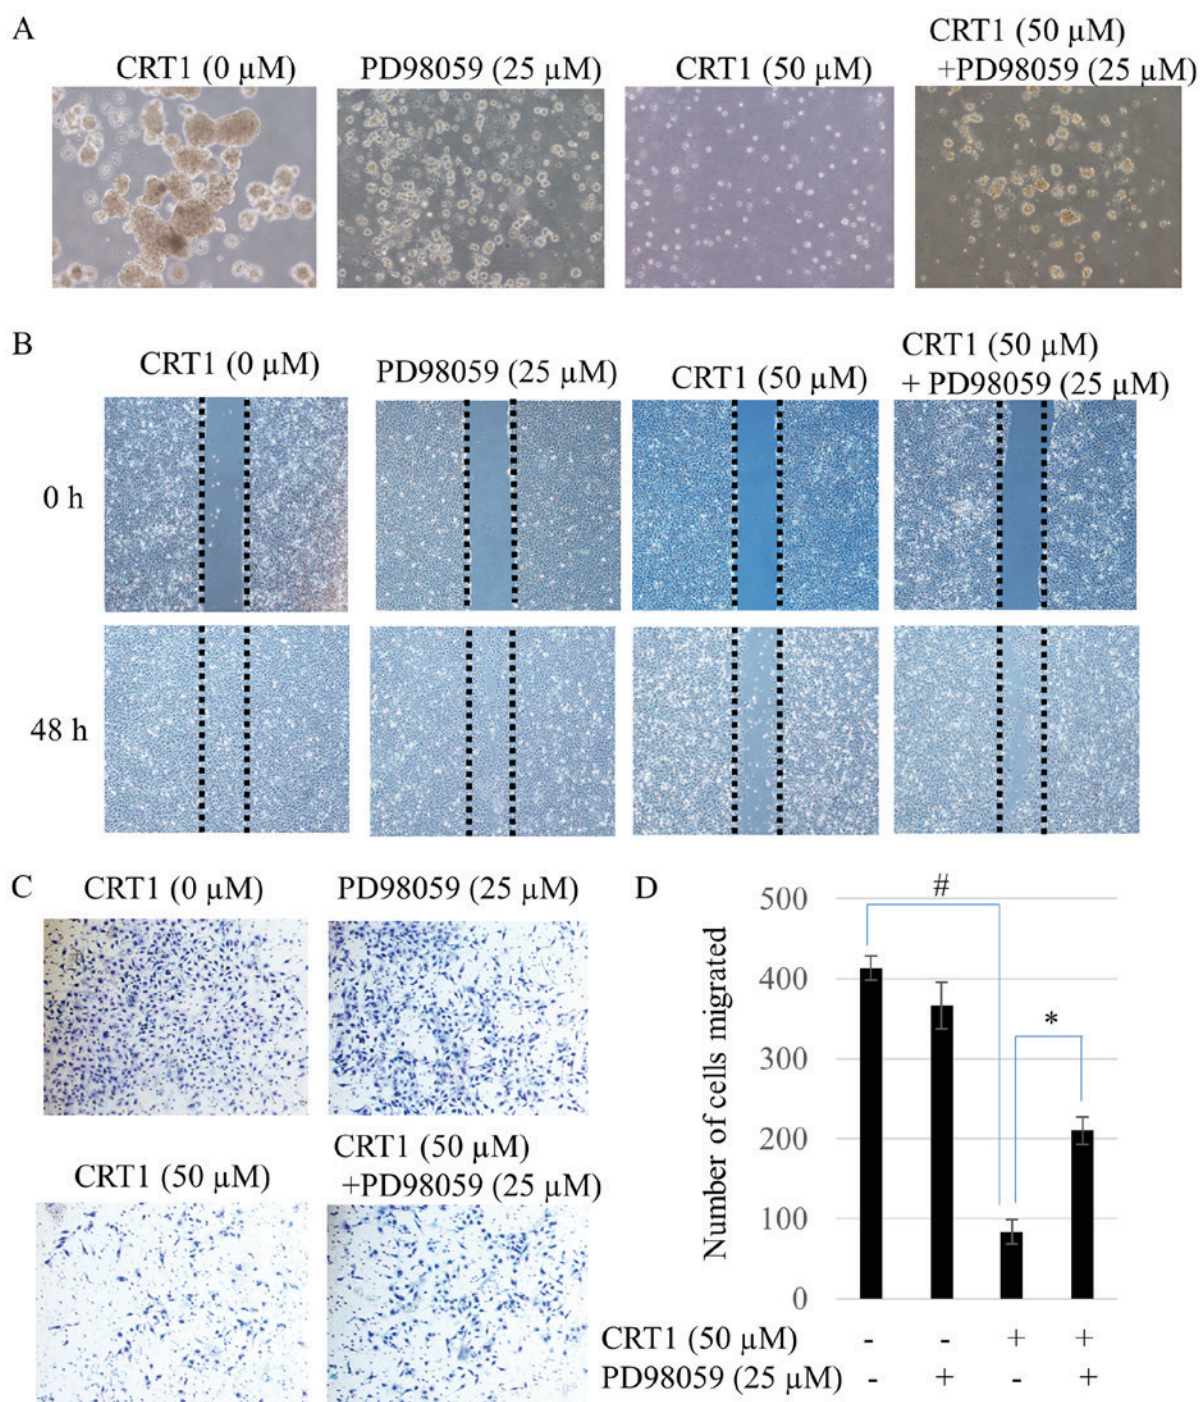 A
CRT1 (0 μM)
PD98059 (25 μM)
CRT1 (50 μM)
CRT1 (50 μM)
+PD98059 (25 μM)
B
CRT1 (0 μM)
PD98059 (25 μM)
CRT1 (50 μM)
CRT1 (50 μM)
+ PD98059 (25 μM)
0 h
48 h
C
CRT1 (0 μM)
PD98059 (25 μM)
CRT1 (50 μM)
CRT1 (50 μM)
+PD98059 (25 μM)
D
Number of cells migrated
500
400
300
200
100
0
#
*
CRT1 (50 μM) - - + +
PD98059 (25 μM) - + - +